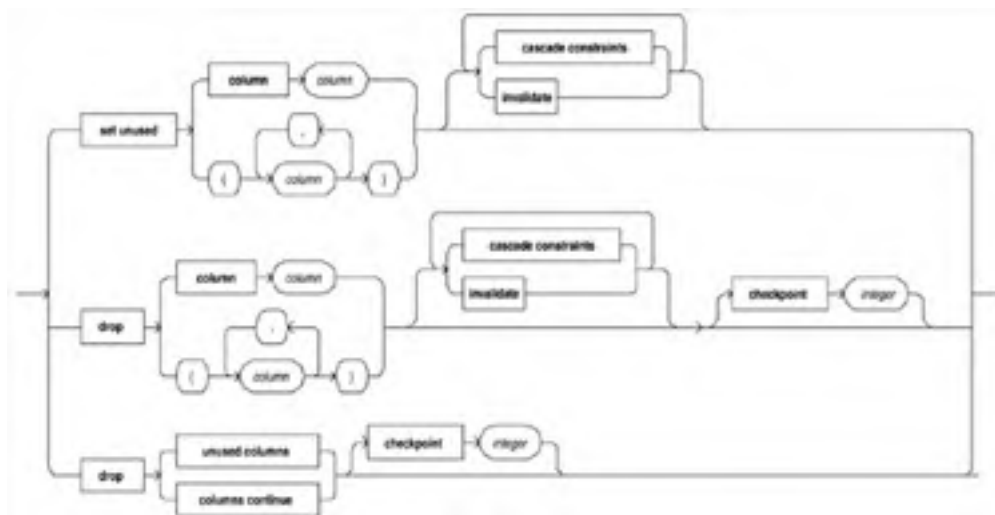 cascade constraints
column column
invalidate
set unused
,
( column )
cascade constraints
column column
invalidate
checkpoint integer
drop
,
( column )
unused columns
checkpoint integer
drop
columns continue